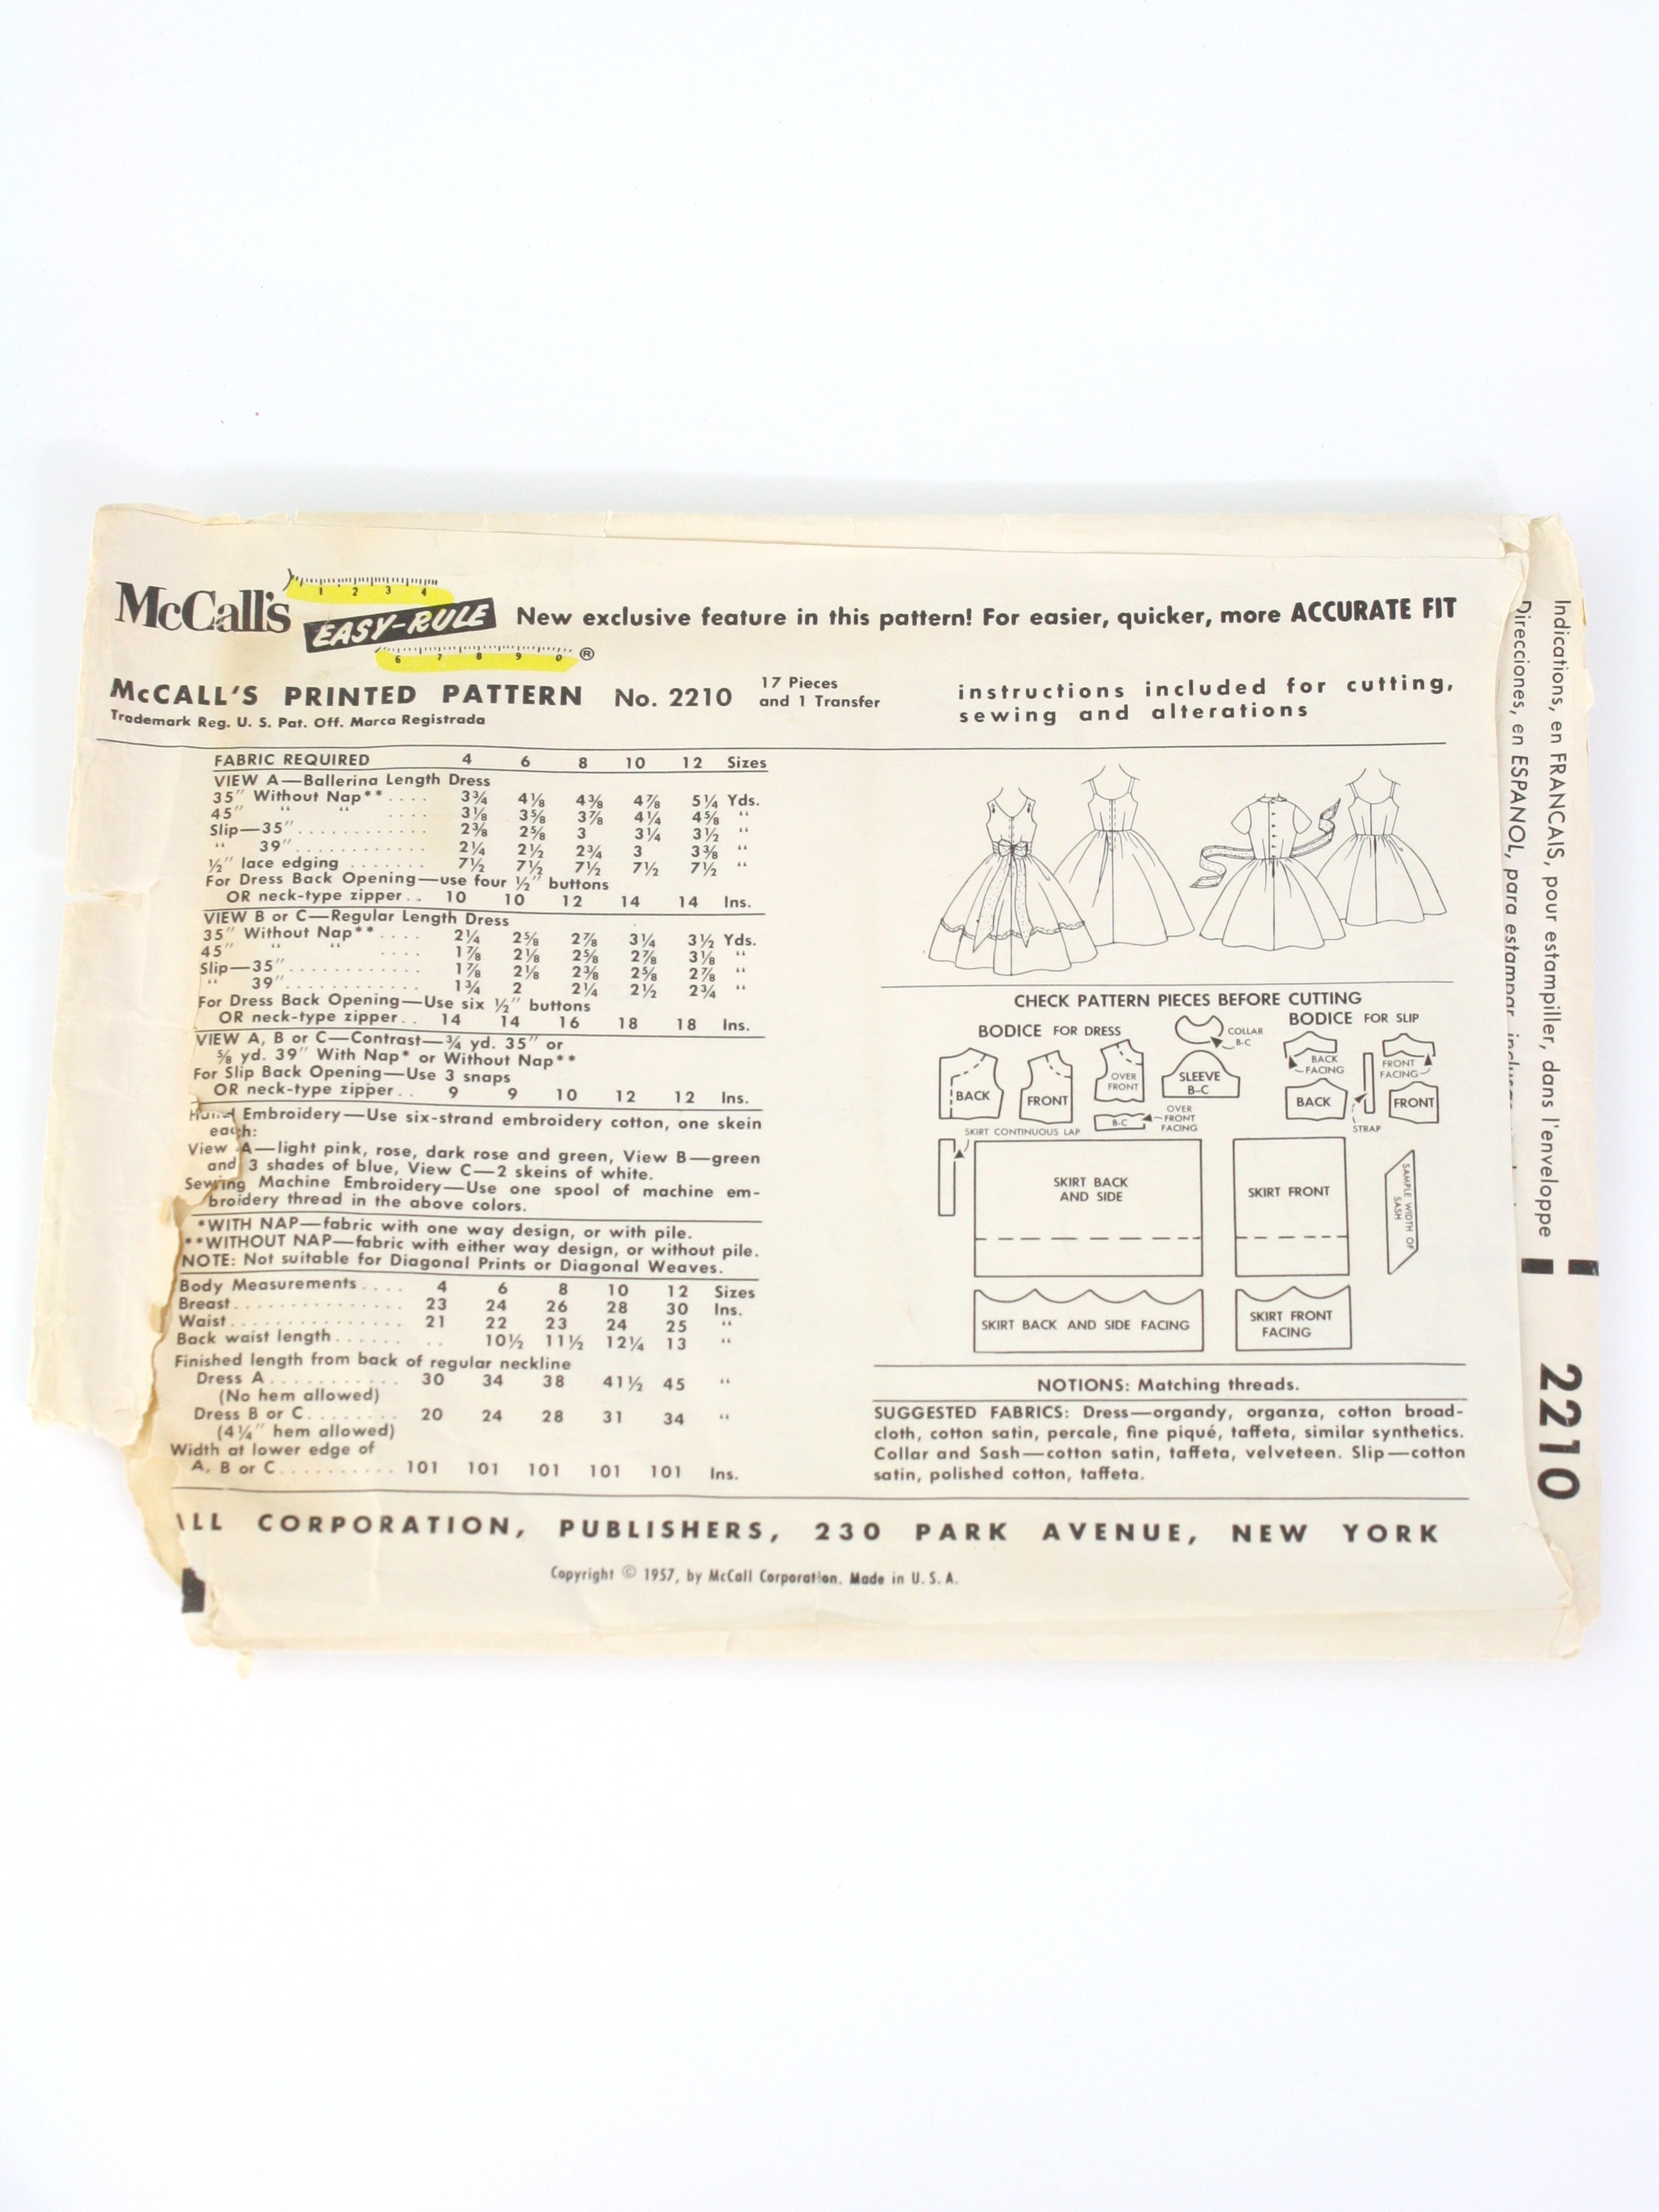 McCall's
1 2 3 4
EASY-RULE
6 7 8 9 0 ®
New exclusive feature in this pattern! For easier, quicker, more ACCURATE FIT
McCALL'S PRINTED PATTERN No. 2210
17 Pieces
and 1 Transfer
Trademark Reg. U. S. Pat. Off. Marca Registrada
instructions included for cutting,
sewing and alterations
FABRIC REQUIRED 4 6 8 10 12 Sizes
VIEW A—Ballerina Length Dress
35" Without Nap** .... 3¾ 4⅛ 4⅜ 4⅞ 5¼ Yds.
45" " " .... 3⅛ 3⅝ 3⅞ 4¼ 4⅝ "
Slip—35" ............ 2⅜ 2⅝ 3 3¼ 3½ "
" 39" ............ 2¼ 2½ 2¾ 3 3⅜ "
½" lace edging ....... 7½ 7½ 7½ 7½ 7½ "
For Dress Back Opening—use four ½" buttons
OR neck-type zipper .. 10 10 12 14 14 Ins.
VIEW B or C—Regular Length Dress
35" Without Nap** .... 2¼ 2⅝ 2⅞ 3¼ 3½ Yds.
45" " " .... 1⅞ 2⅛ 2⅝ 2⅞ 3⅛ "
Slip—35" ............ 1⅞ 2⅛ 2⅜ 2⅝ 2⅞ "
" 39" ............ 1¾ 2 2¼ 2½ 2¾ "
For Dress Back Opening—Use six ½" buttons
OR neck-type zipper .. 14 14 16 18 18 Ins.
VIEW A, B or C—Contrast—¾ yd. 35" or
⅝ yd. 39" With Nap* or Without Nap**
For Slip Back Opening—Use 3 snaps
OR neck-type zipper .. 9 9 10 12 12 Ins.
Hand Embroidery—Use six-strand embroidery cotton, one skein
each:
View A—light pink, rose, dark rose and green, View B—green
and 3 shades of blue, View C—2 skeins of white.
Sewing Machine Embroidery—Use one spool of machine em-
broidery thread in the above colors.
*WITH NAP—fabric with one way design, or with pile.
**WITHOUT NAP—fabric with either way design, or without pile.
NOTE: Not suitable for Diagonal Prints or Diagonal Weaves.
Body Measurements .... 4 6 8 10 12 Sizes
Breast ............... 23 24 26 28 30 Ins.
Waist ............... 21 22 23 24 25 "
Back waist length ...... .. 10½ 11½ 12¼ 13 "
Finished length from back of regular neckline
Dress A ........... 30 34 38 41½ 45 "
(No hem allowed)
Dress B or C ........ 20 24 28 31 34 "
(4¼" hem allowed)
Width at lower edge of
A, B or C .......... 101 101 101 101 101 Ins.
CHECK PATTERN PIECES BEFORE CUTTING
BODICE FOR DRESS
COLLAR
B-C
BODICE FOR SLIP
BACK
FRONT
OVER
FRONT
SLEEVE
B-C
BACK
FACING
FRONT
FACING
BACK
FRONT
STRAP
B-C
OVER
FRONT
FACING
SKIRT CONTINUOUS LAP
SKIRT BACK
AND SIDE
SKIRT FRONT
SAMPLE WIDTH OF
SASH
SKIRT BACK AND SIDE FACING
SKIRT FRONT
FACING
NOTIONS: Matching threads.
SUGGESTED FABRICS: Dress—organdy, organza, cotton broad-
cloth, cotton satin, percale, fine piqué, taffeta, similar synthetics.
Collar and Sash—cotton satin, taffeta, velveteen. Slip—cotton
satin, polished cotton, taffeta.
ALL CORPORATION, PUBLISHERS, 230 PARK AVENUE, NEW YORK
Copyright © 1957, by McCall Corporation. Made in U. S. A.
Indications, en FRANCAIS, pour estampiller, dans l'enveloppe
Direcciones, en ESPANOL, para estampar
2210